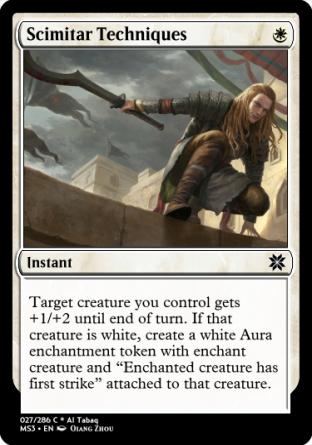 Scimitar Techniques
Instant
Target creature you control gets
+1/+2 until end of turn. If that
creature is white, create a white Aura
enchantment token with enchant
creature and “Enchanted creature has
first strike” attached to that creature.
027/286 C * Al Tabaq
MS3 • EN Qiang Zhou